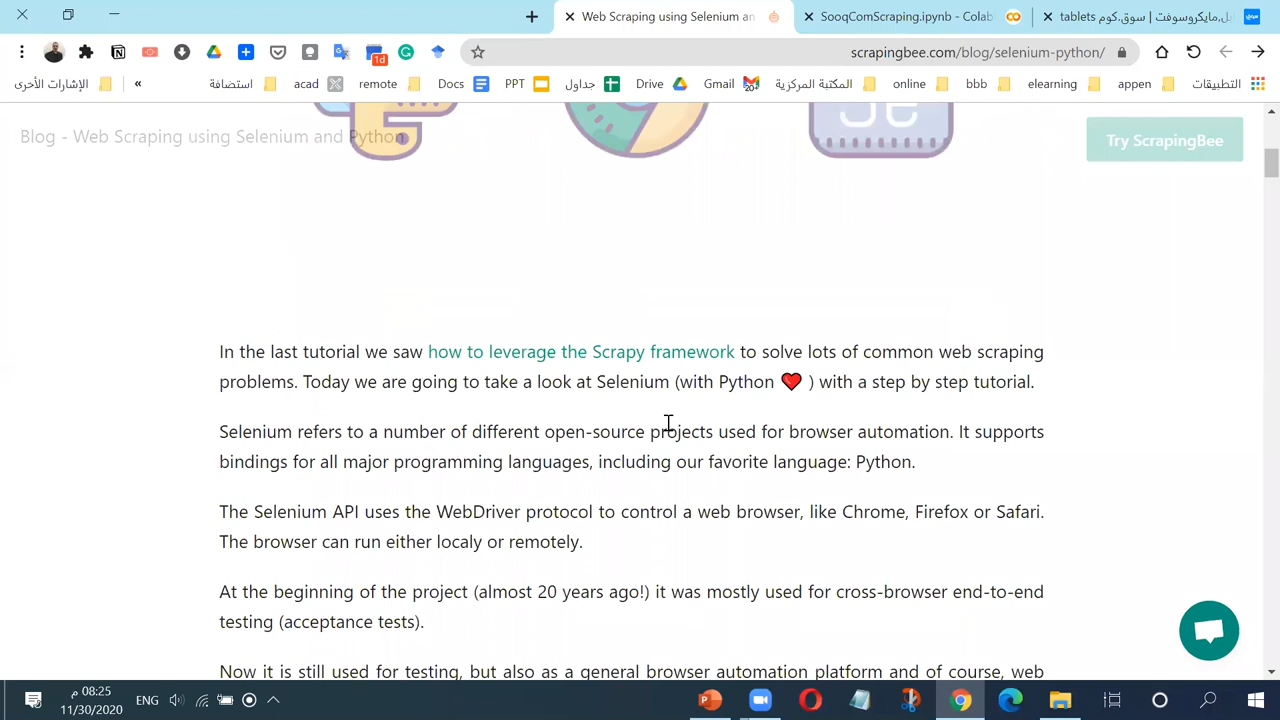 Web Scraping using Selenium an
SooqComScraping.ipynb - Colab
tablets سوق.كوم | ل,مايكروسوفت
scrapingbee.com/blog/selenium-python/
1d
التطبيقات
appen
elearning
bbb
online
المكتبة المركزية
Gmail
20+
Drive
جداول
PPT
Docs
remote
acad
استضافة
»
الإشارات الأخرى
Blog - Web Scraping using Selenium and Python
Try ScrapingBee
Se
In the last tutorial we saw how to leverage the Scrapy framework to solve lots of common web scraping
problems. Today we are going to take a look at Selenium (with Python ❤️ ) with a step by step tutorial.
Selenium refers to a number of different open-source projects used for browser automation. It supports
bindings for all major programming languages, including our favorite language: Python.
The Selenium API uses the WebDriver protocol to control a web browser, like Chrome, Firefox or Safari.
The browser can run either localy or remotely.
At the beginning of the project (almost 20 years ago!) it was mostly used for cross-browser end-to-end
testing (acceptance tests).
Now it is still used for testing, but also as a general browser automation platform and of course, web
08:25 م
11/30/2020
ENG